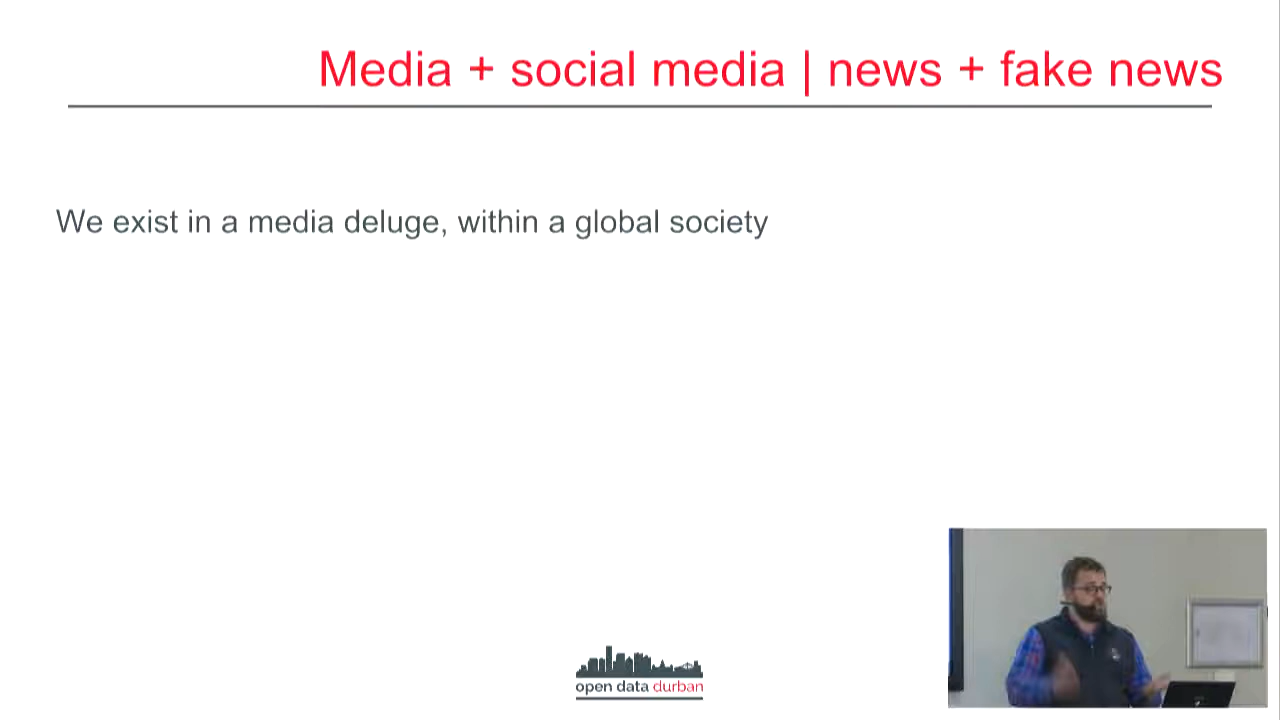 Media + social media | news + fake news
We exist in a media deluge, within a global society
open data durban